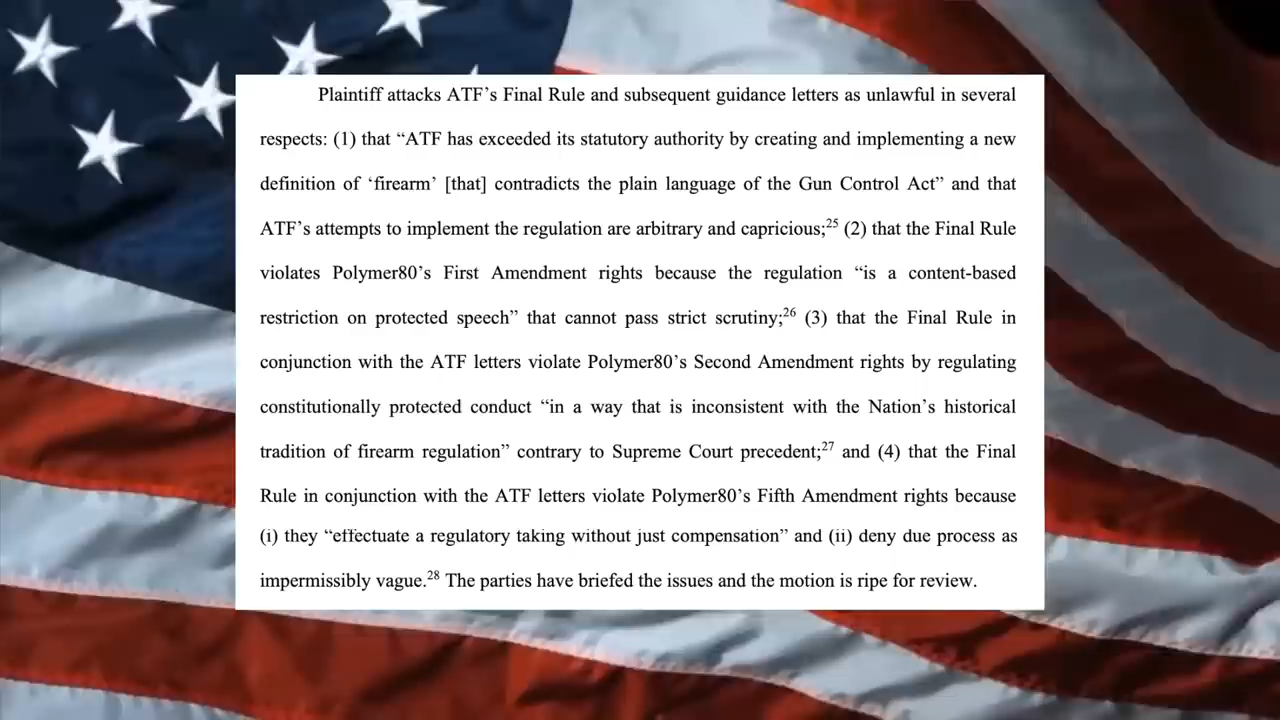 Plaintiff attacks ATF’s Final Rule and subsequent guidance letters as unlawful in several
respects: (1) that “ATF has exceeded its statutory authority by creating and implementing a new
definition of ‘firearm’ [that] contradicts the plain language of the Gun Control Act” and that
ATF’s attempts to implement the regulation are arbitrary and capricious;25 (2) that the Final Rule
violates Polymer80’s First Amendment rights because the regulation “is a content-based
restriction on protected speech” that cannot pass strict scrutiny;26 (3) that the Final Rule in
conjunction with the ATF letters violate Polymer80’s Second Amendment rights by regulating
constitutionally protected conduct “in a way that is inconsistent with the Nation’s historical
tradition of firearm regulation” contrary to Supreme Court precedent;27 and (4) that the Final
Rule in conjunction with the ATF letters violate Polymer80’s Fifth Amendment rights because
(i) they “effectuate a regulatory taking without just compensation” and (ii) deny due process as
impermissibly vague.28 The parties have briefed the issues and the motion is ripe for review.